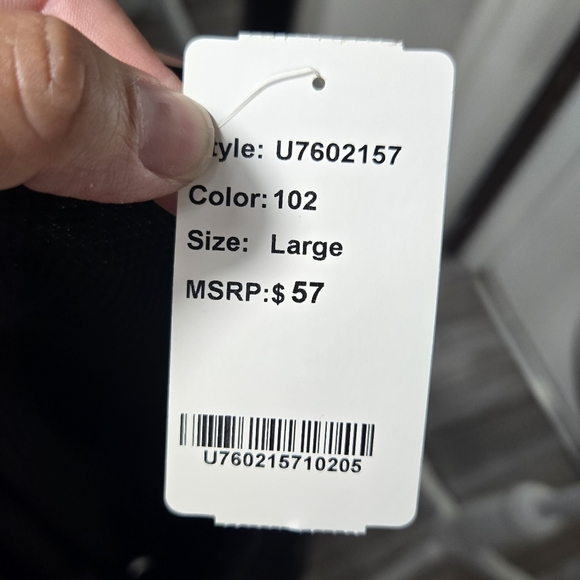 tyle: U7602157
Color: 102
Size: Large
MSRP:$ 57
U760215710205